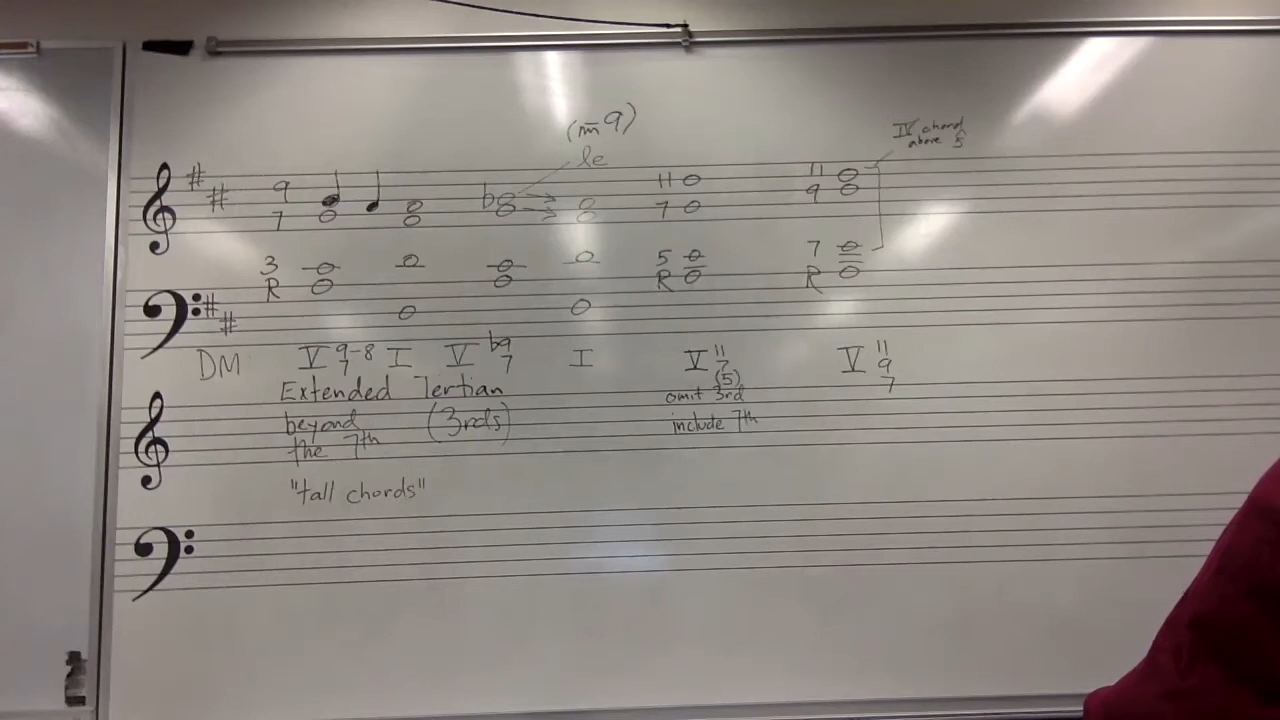 (m̅9)
le
IV chord
above 5̂
9
7
♭
11
7
11
9
3
R
5
R
7
R
DM V 9-8 7 I V ♭9 7 I V 11 7 (5) V 11 9 7
Extended Tertian
omit 3rd
beyond (3rds)
include 7th
the 7th
"tall chords"